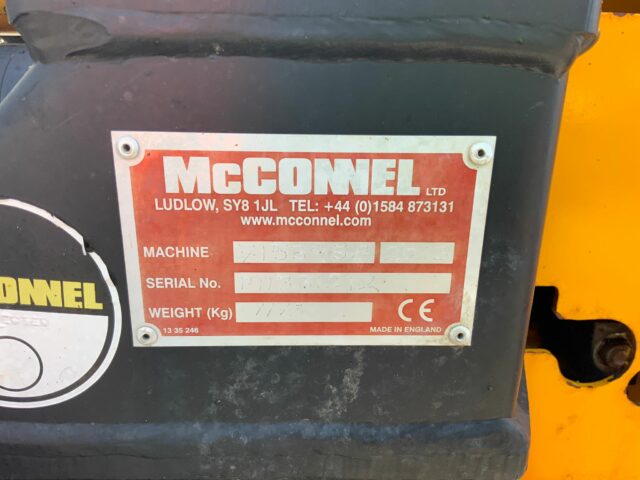 McCONNEL LTD
LUDLOW, SY8 1JL TEL: +44 (0)1584 873131
www.mcconnel.com
MACHINE
SERIAL No.
WEIGHT (Kg)
CE
13 35 246
MADE IN ENGLAND
CONNEL